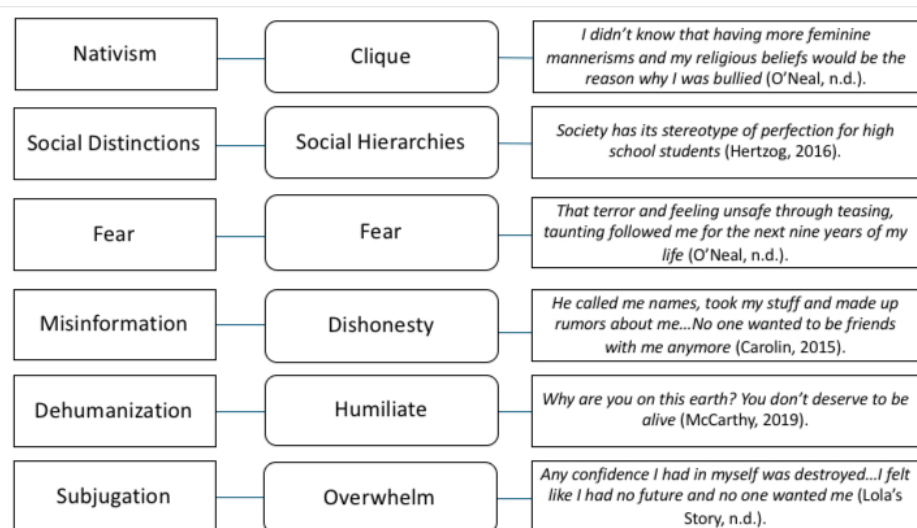 Nativism
Clique
I didn't know that having more feminine
mannerisms and my religious beliefs would be the
reason why I was bullied (O'Neal, n.d.).
Social Distinctions
Social Hierarchies
Society has its stereotype of perfection for high
school students (Hertzog, 2016).
Fear
Fear
That terror and feeling unsafe through teasing,
taunting followed me for the next nine years of my
life (O'Neal, n.d.).
Misinformation
Dishonesty
He called me names, took my stuff and made up
rumors about me...No one wanted to be friends
with me anymore (Carolin, 2015).
Dehumanization
Humiliate
Why are you on this earth? You don't deserve to be
alive (McCarthy, 2019).
Subjugation
Overwhelm
Any confidence I had in myself was destroyed...I felt
like I had no future and no one wanted me (Lola's
Story, n.d.).